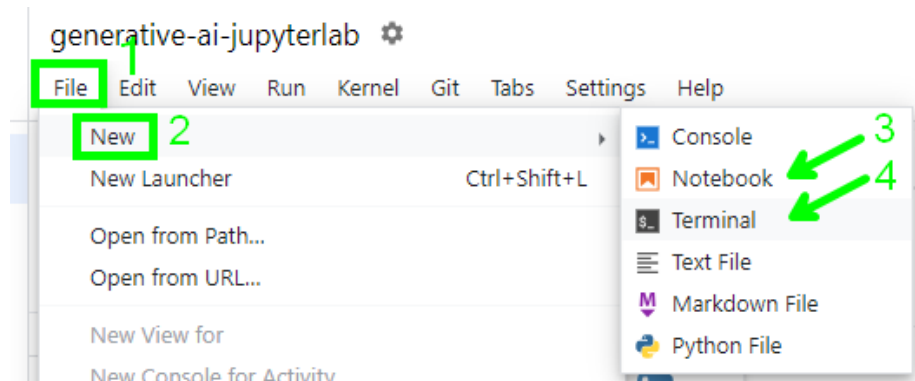 generative-ai-jupyterlab
1
File Edit View Run Kernel Git Tabs Settings Help
New 2
New Launcher Ctrl+Shift+L
Open from Path...
Open from URL...
New View for
New Console for Activity
Console 3
Notebook 4
$_ Terminal
Text File
M Markdown File
Python File